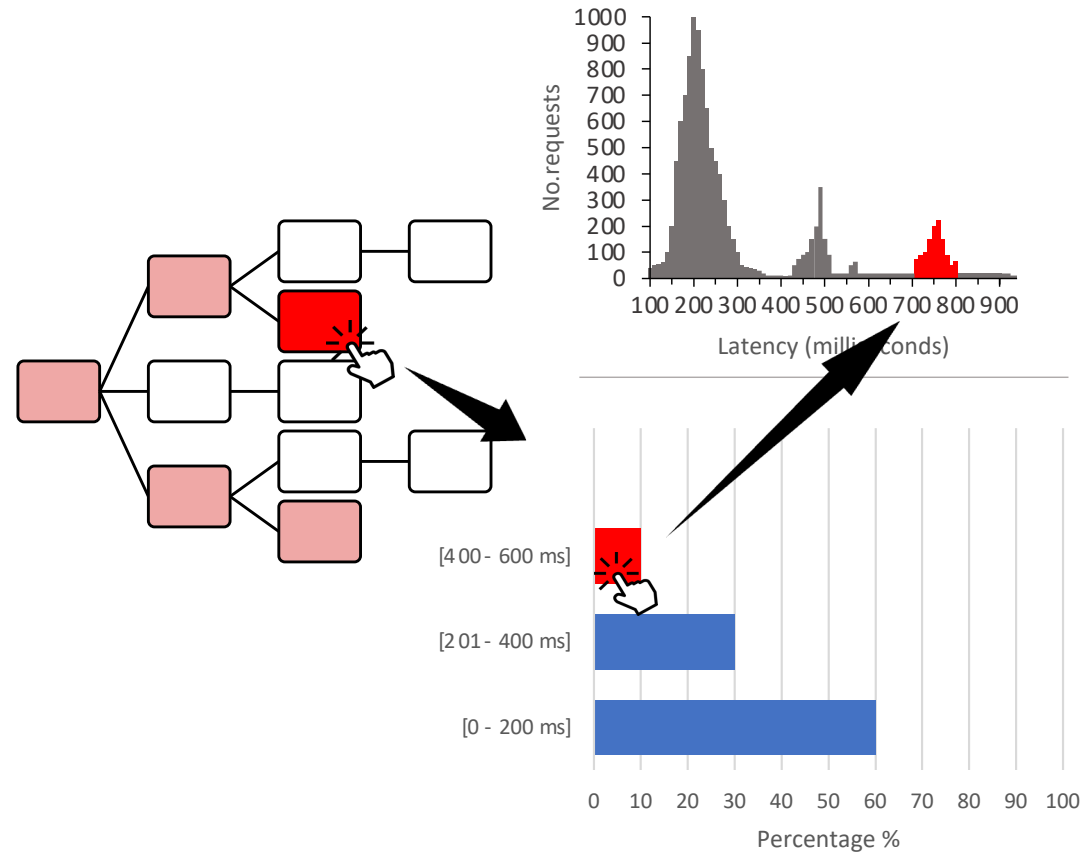 1000
900
800
700
600
500
400
300
200
100
0
No.requests
100 200 300 400 500 600 700 800 900
Latency (milliseconds)
[400 - 600 ms]
[201 - 400 ms]
[0 - 200 ms]
0 10 20 30 40 50 60 70 80 90 100
Percentage %